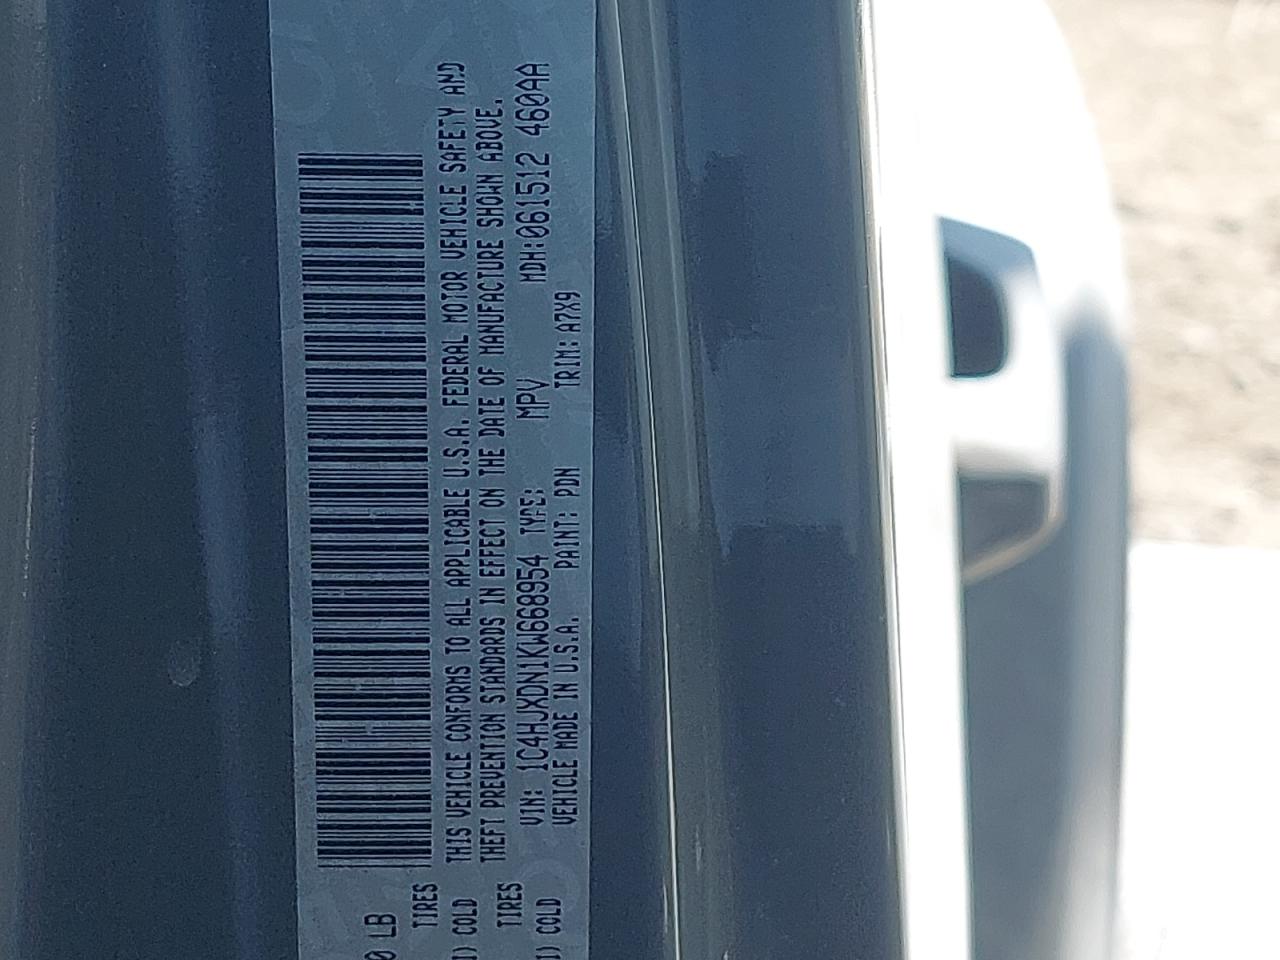 0 LB
TIRES
I) COLD
TIRES
I) COLD
THIS VEHICLE CONFORMS TO ALL APPLICABLE U.S.A. FEDERAL MOTOR VEHICLE SAFETY AND
THEFT PREVENTION STANDARDS IN EFFECT ON THE DATE OF MANUFACTURE SHOWN ABOVE.
VIN: 1C4HJXDN1KW668954 TYPE: MPV MDH:061512 460AA
VEHICLE MADE IN U.S.A. PAINT: PDN TRIM: A7X9